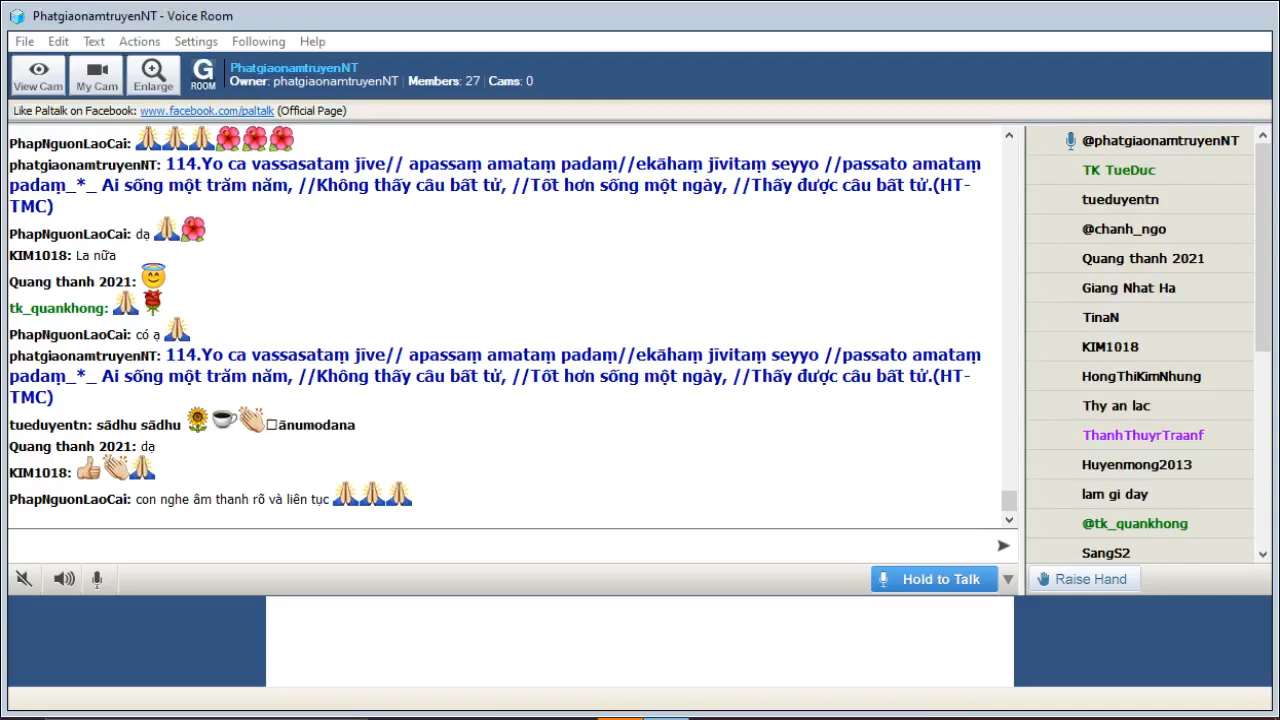 PhatgiaonamtruyenNT - Voice Room
File Edit Text Actions Settings Following Help
View Cam My Cam Enlarge G ROOM
PhatgiaonamtruyenNT
Owner: phatgiaonamtruyenNT | Members: 27 | Cams: 0
Like Paltalk on Facebook: www.facebook.com/paltalk (Official Page)
PhapNguonLaoCai: 🙏🙏🙏🌺🌺🌺
phatgiaonamtruyenNT: 114.Yo ca vassasataṃ jīve// apassaṃ amataṃ padaṃ//ekāhaṃ jīvitaṃ seyyo //passato amataṃ
padaṃ_*_ Ai sống một trăm năm, //Không thấy câu bất tử, //Tốt hơn sống một ngày, //Thấy được câu bất tử.(HT-
TMC)
PhapNguonLaoCai: dạ 🙏🌺
KIM1018: La nữa
Quang thanh 2021: 😇
tk_quankhong: 🙏🌹
PhapNguonLaoCai: có ạ 🙏
phatgiaonamtruyenNT: 114.Yo ca vassasataṃ jīve// apassaṃ amataṃ padaṃ//ekāhaṃ jīvitaṃ seyyo //passato amataṃ
padaṃ_*_ Ai sống một trăm năm, //Không thấy câu bất tử, //Tốt hơn sống một ngày, //Thấy được câu bất tử.(HT-
TMC)
tueduyentn: sādhu sādhu 🌻☕👏□ānumodana
Quang thanh 2021: dạ
KIM1018: 👍👏🙏
PhapNguonLaoCai: con nghe âm thanh rõ và liên tục 🙏🙏🙏
Hold to Talk
@phatgiaonamtruyenNT
TK TueDuc
tueduyentn
@chanh_ngo
Quang thanh 2021
Giang Nhat Ha
TinaN
KIM1018
HongThiKimNhung
Thy an lac
ThanhThuyrTraanf
Huyenmong2013
lam gi day
@tk_quankhong
SangS2
Raise Hand